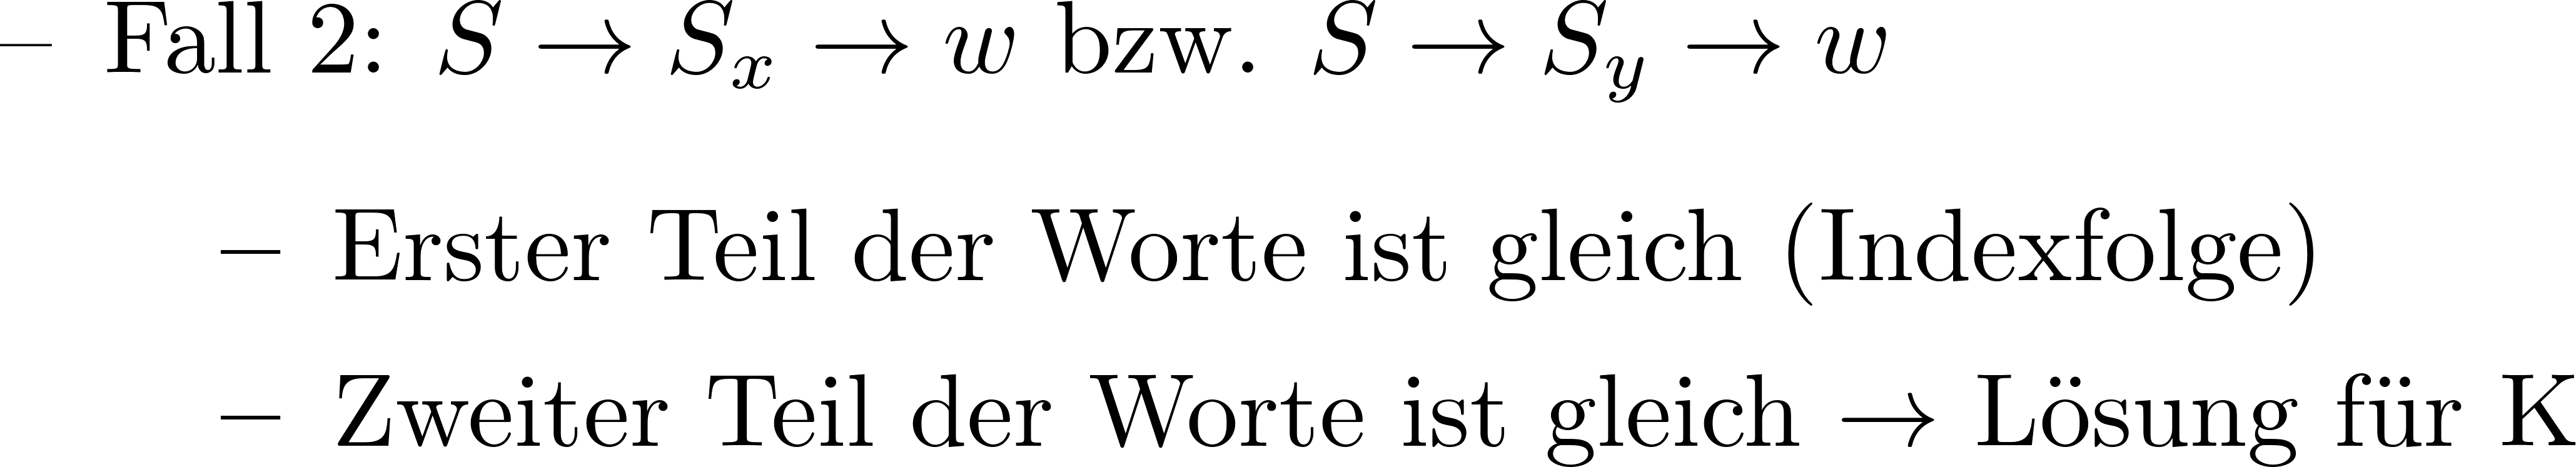 – Fall 2: S → Sₓ → w bzw. S → S_y → w
– Erster Teil der Worte ist gleich (Indexfolge)
– Zweiter Teil der Worte ist gleich → Lösung für K